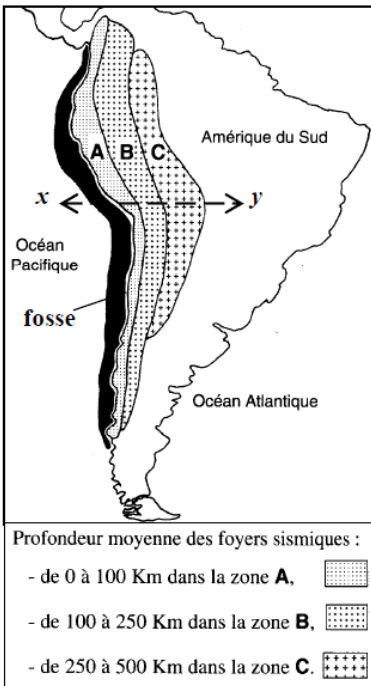 Amérique du Sud
A B C
x y
Océan
Pacifique
fosse
Océan Atlantique
Profondeur moyenne des foyers sismiques :
- de 0 à 100 Km dans la zone A,
- de 100 à 250 Km dans la zone B,
- de 250 à 500 Km dans la zone C.